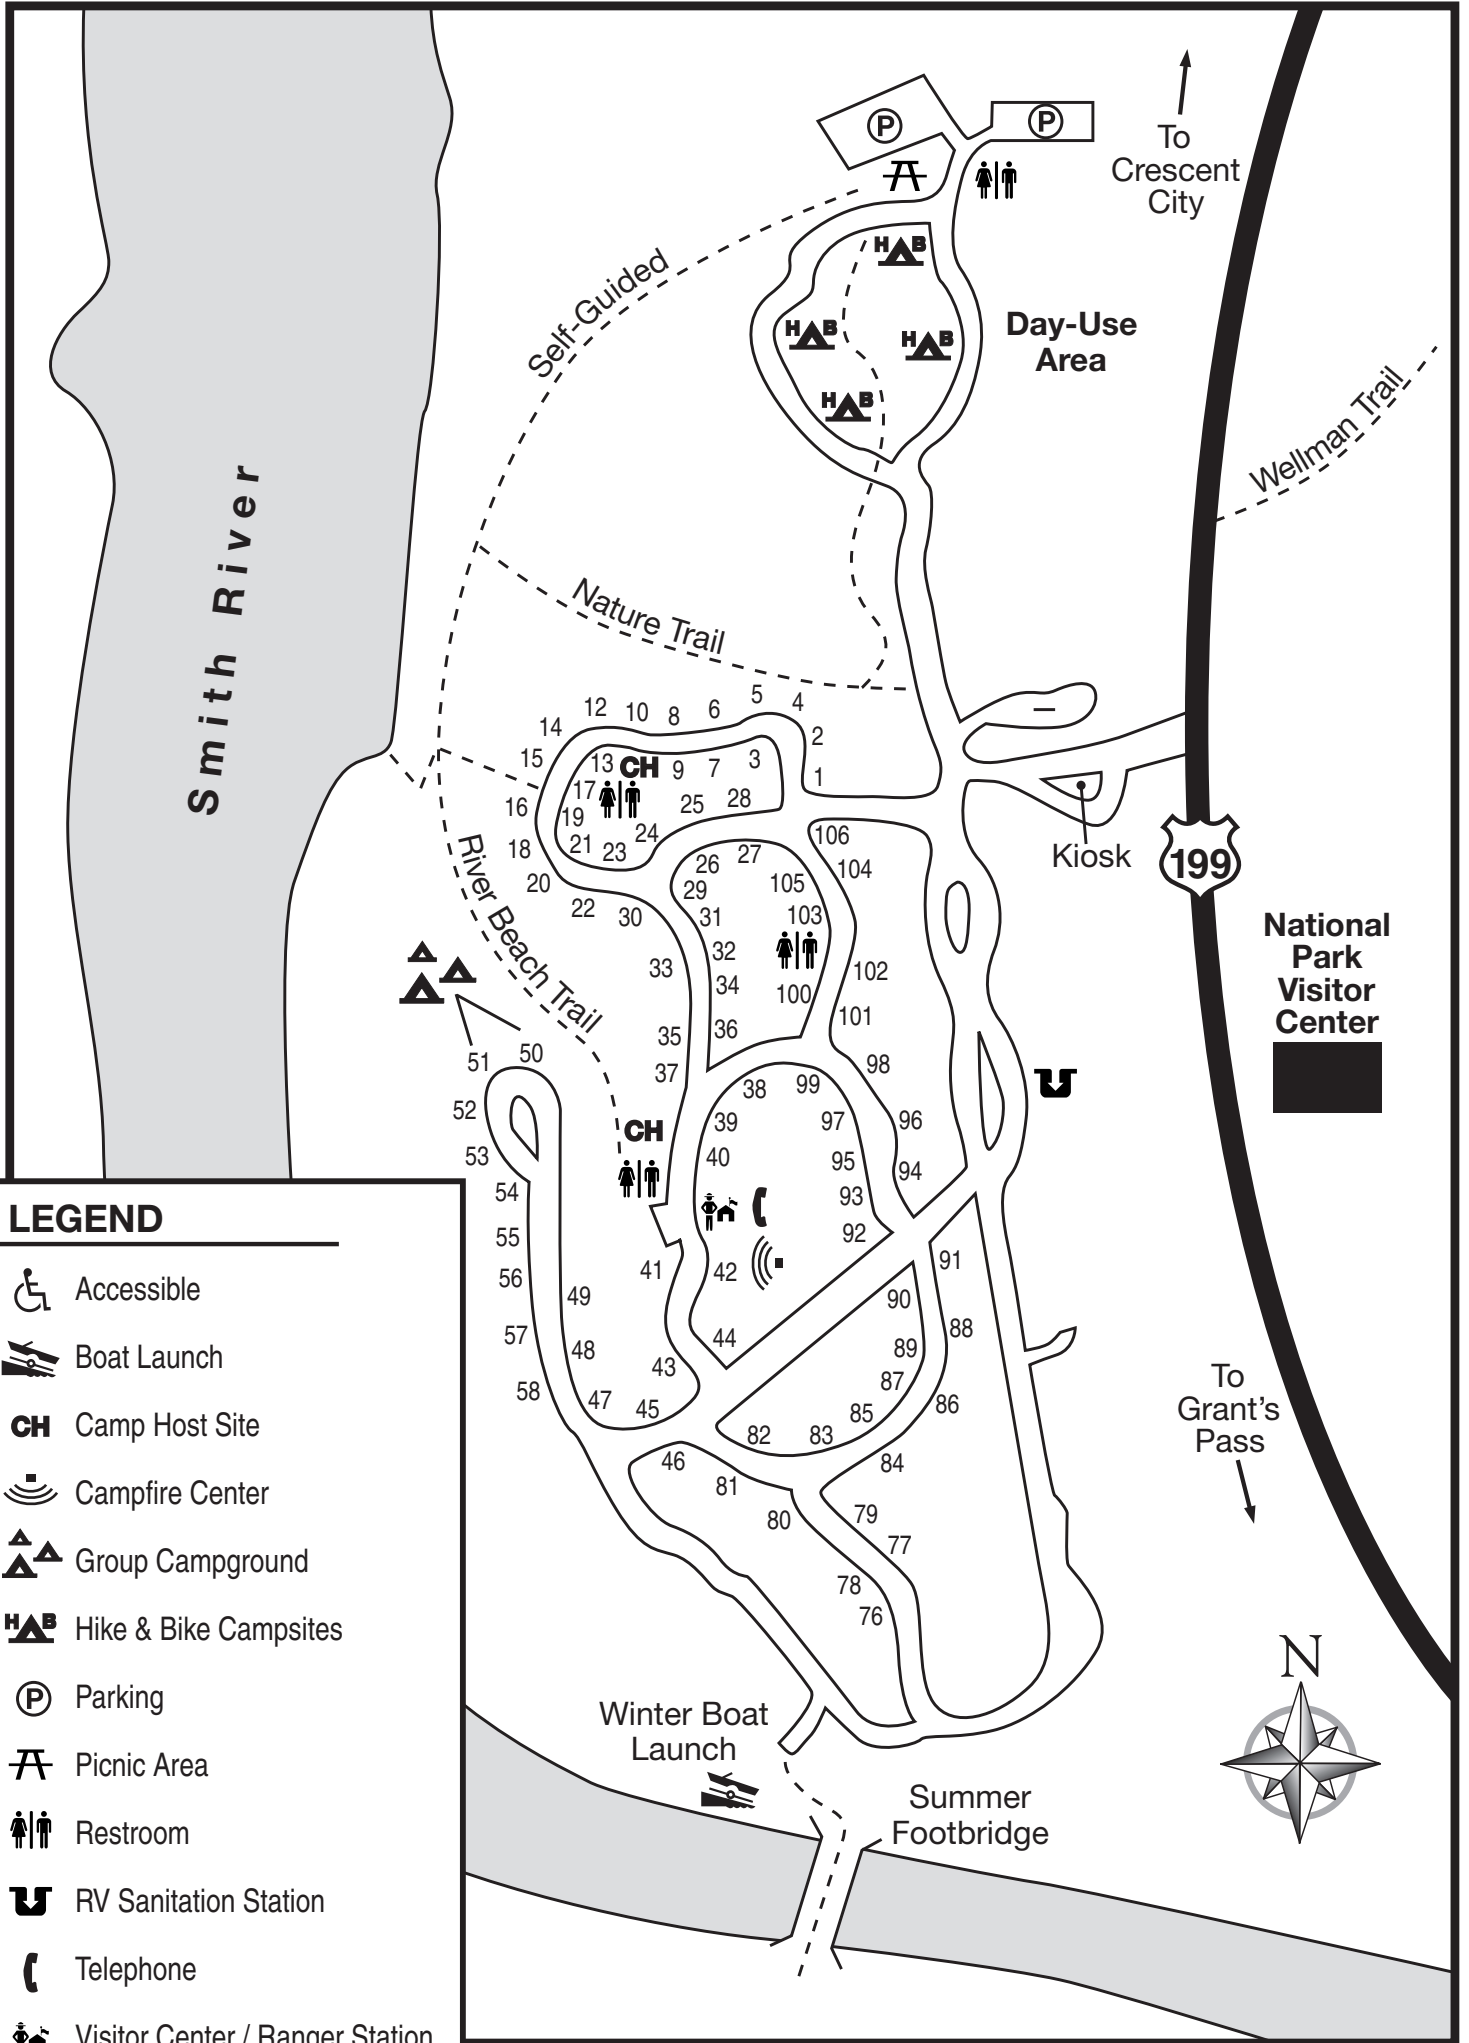 P
P
To
Crescent
City
H B
H B
H B
H B
Day-Use
Area
Self-Guided
Nature Trail
Wellman Trail
Smith River
River Beach Trail
5
4
6
12
10
8
14
2
15
13
CH
9
7
3
1
17
16
25
28
19
24
106
18
21
23
27
104
26
20
105
29
22
30
31
103
32
33
34
102
100
35
36
101
37
Kiosk
199
National
Park
Visitor
Center
51
50
98
38
99
52
39
97
96
CH
53
40
95
94
54
93
55
92
41
42
91
56
49
90
57
48
44
88
89
43
87
58
47
45
86
85
82
83
46
84
81
80
79
77
78
76
To
Grant's
Pass
N
Winter Boat
Launch
Summer
Footbridge
LEGEND
Accessible
Boat Launch
CH Camp Host Site
Campfire Center
Group Campground
H B Hike & Bike Campsites
P Parking
Picnic Area
Restroom
RV Sanitation Station
Telephone
Visitor Center / Ranger Station